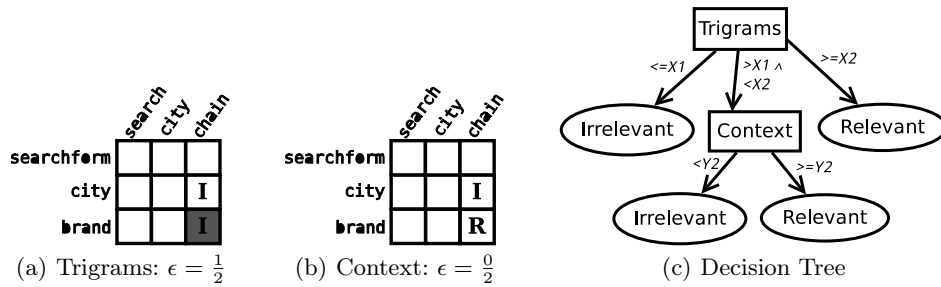 search city chain
searchform
city I
brand I
(a) Trigrams: ϵ = 1/2
search city chain
searchform
city I
brand R
(b) Context: ϵ = 0/2
Trigrams
<=X1
>X1 ∧
<X2
>=X2
Irrelevant
Context
Relevant
<Y2
>=Y2
Irrelevant
Relevant
(c) Decision Tree